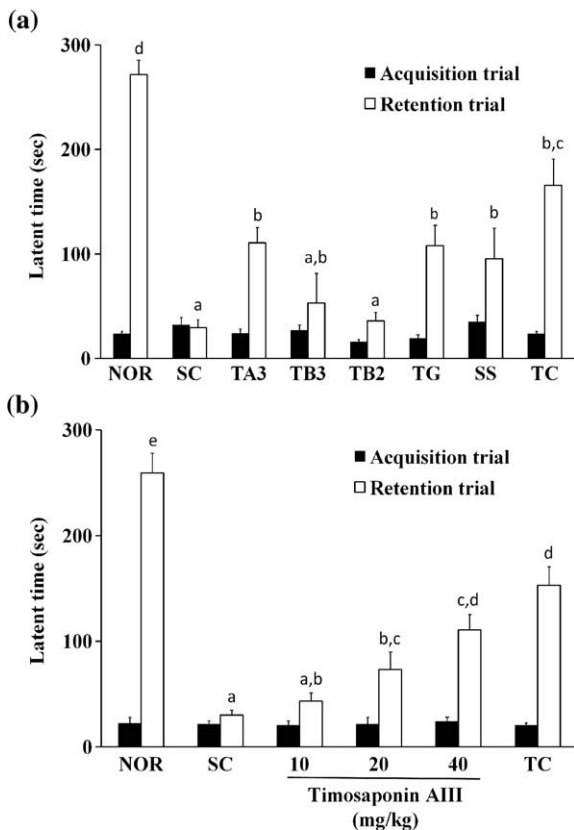 (a)
300
200
100
0
Latent time (sec)
Acquisition trial
Retention trial
d
a
b
a,b
a
b
b
b,c
NOR SC TA3 TB3 TB2 TG SS TC
(b)
300
200
100
0
Latent time (sec)
Acquisition trial
Retention trial
e
a
a,b
b,c
c,d
d
NOR SC 10 20 40 TC
Timosaponin AIII
(mg/kg)